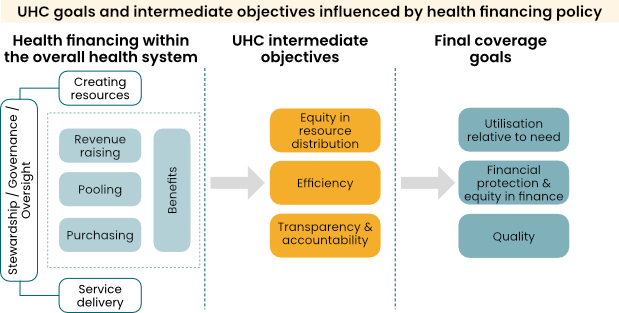 UHC goals and intermediate objectives influenced by health financing policy
Health financing within
the overall health system
UHC intermediate
objectives
Final coverage
goals
Stewardship / Governance /
Oversight
Creating
resources
Revenue
raising
Pooling
Purchasing
Benefits
Service
delivery
Equity in
resource
distribution
Efficiency
Transparency &
accountability
Utilisation
relative to need
Financial
protection &
equity in finance
Quality